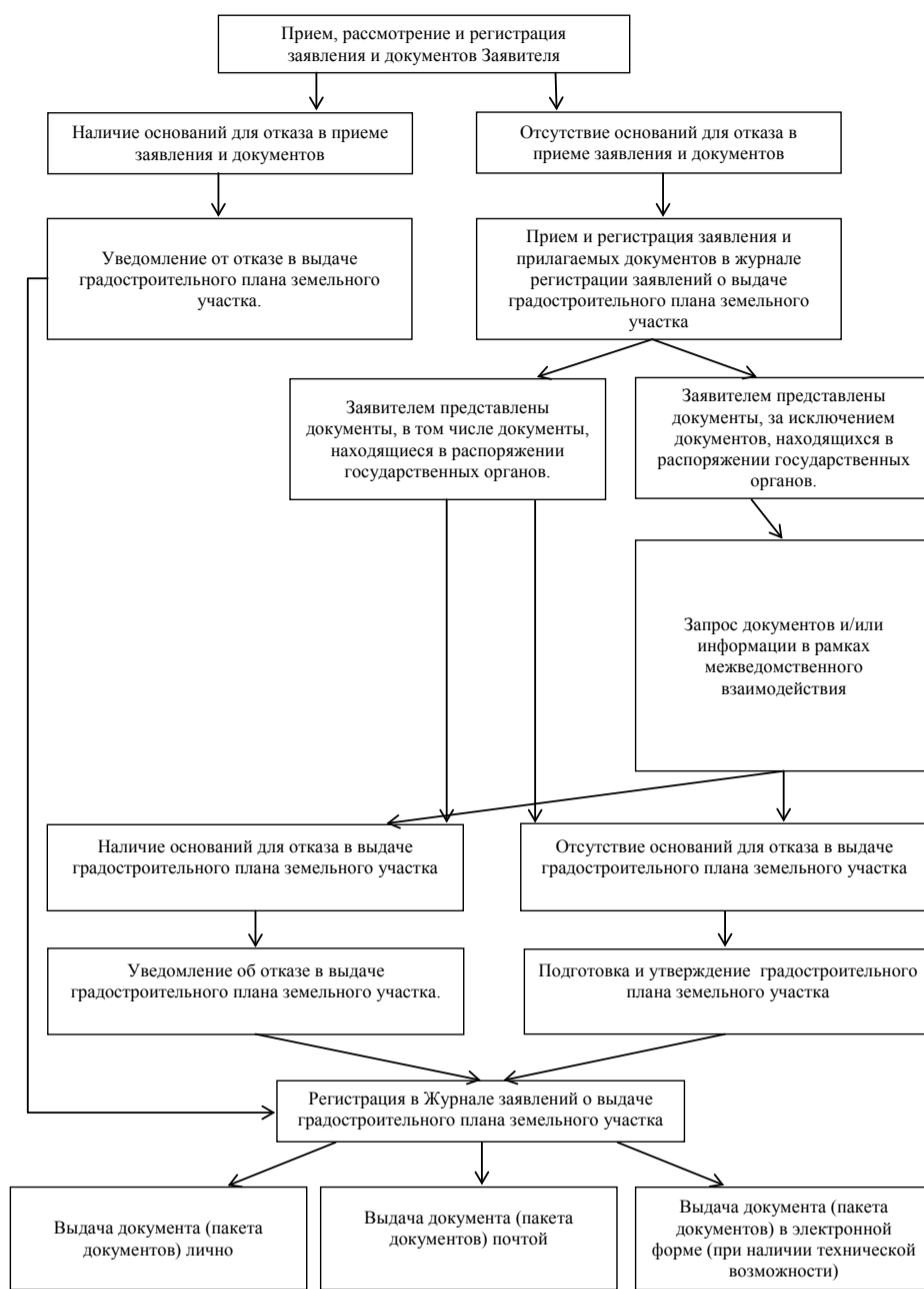 Прием, рассмотрение и регистрация
заявления и документов Заявителя
Наличие оснований для отказа в приеме
заявления и документов
Отсутствие оснований для отказа в
приеме заявления и документов
Уведомление от отказе в выдаче
градостроительного плана земельного
участка.
Прием и регистрация заявления и
прилагаемых документов в журнале
регистрации заявлений о выдаче
градостроительного плана земельного
участка
Заявителем представлены
документы, в том числе документы,
находящиеся в распоряжении
государственных органов.
Заявителем представлены
документы, за исключением
документов, находящихся в
распоряжении государственных
органов.
Запрос документов и/или
информации в рамках
межведомственного
взаимодействия
Наличие оснований для отказа в выдаче
градостроительного плана земельного участка
Отсутствие оснований для отказа в выдаче
градостроительного плана земельного участка
Уведомление об отказе в выдаче
градостроительного плана земельного участка.
Подготовка и утверждение градостроительного
плана земельного участка
Регистрация в Журнале заявлений о выдаче
градостроительного плана земельного участка
Выдача документа (пакета
документов) лично
Выдача документа (пакета
документов) почтой
Выдача документа (пакета
документов) в электронной
форме (при наличии технической
возможности)